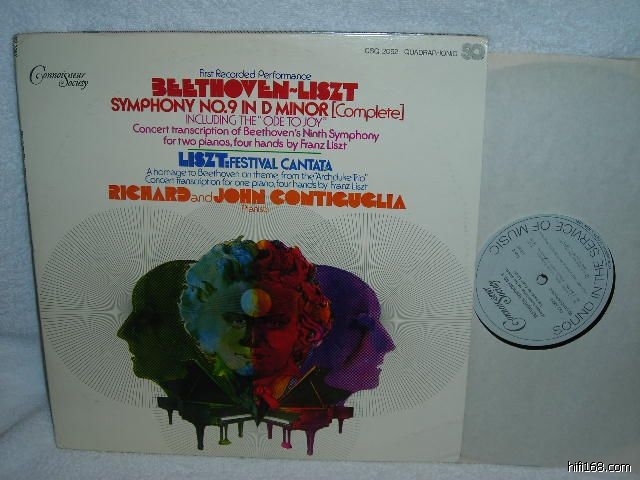 Connoisseur
Society
CSQ 2052 QUADRAPHONIC SQ
First Recorded Performance
BEETHOVEN~LISZT
SYMPHONY NO.9 IN D MINOR [Complete]
INCLUDING THE "ODE TO JOY"
Concert transcription of Beethoven's Ninth Symphony
for two pianos, four hands by Franz Liszt
LISZT: FESTIVAL CANTATA
A homage to Beethoven on theme from the "Archduke Trio"
Concert Transcription for one piano, four hands by Franz Liszt
RICHARD and JOHN CONTIGUGLIA
Pianists
SOUND IN THE SERVICE OF MUSIC
Connoisseur
Society
hifi168.com